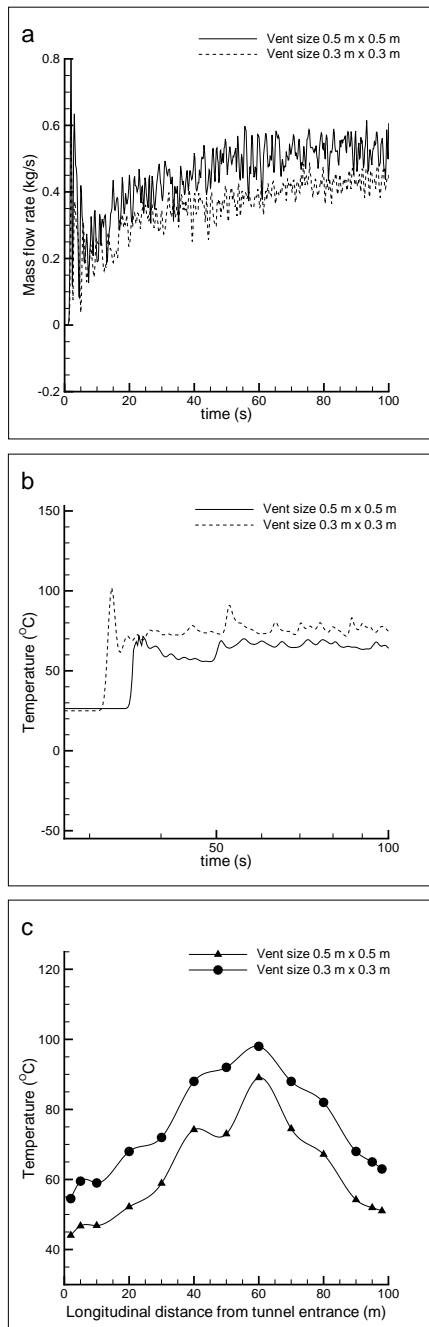 a
Vent size 0.5 m x 0.5 m
Vent size 0.3 m x 0.3 m
0.8
0.6
0.4
0.2
0
-0.2
Mass flow rate (kg/s)
0 20 40 60 80 100
time (s)
b
Vent size 0.5 m x 0.5 m
Vent size 0.3 m x 0.3 m
150
100
50
0
-50
Temperature (°C)
50 100
time (s)
c
Vent size 0.5 m x 0.5 m
Vent size 0.3 m x 0.3 m
120
100
80
60
40
Temperature (°C)
0 20 40 60 80 100
Longitudinal distance from tunnel entrance (m)